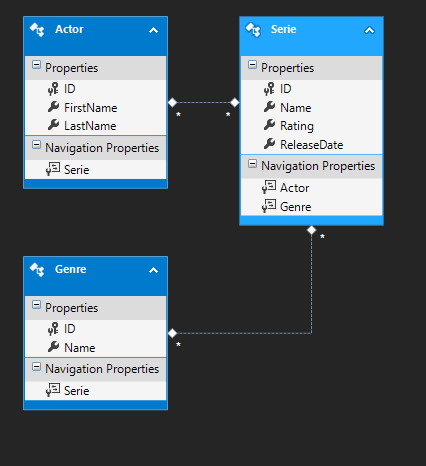 Actor
Properties
ID
FirstName
LastName
Navigation Properties
Serie
Serie
Properties
ID
Name
Rating
ReleaseDate
Navigation Properties
Actor
Genre
*
*
*
Genre
Properties
ID
Name
Navigation Properties
Serie
*